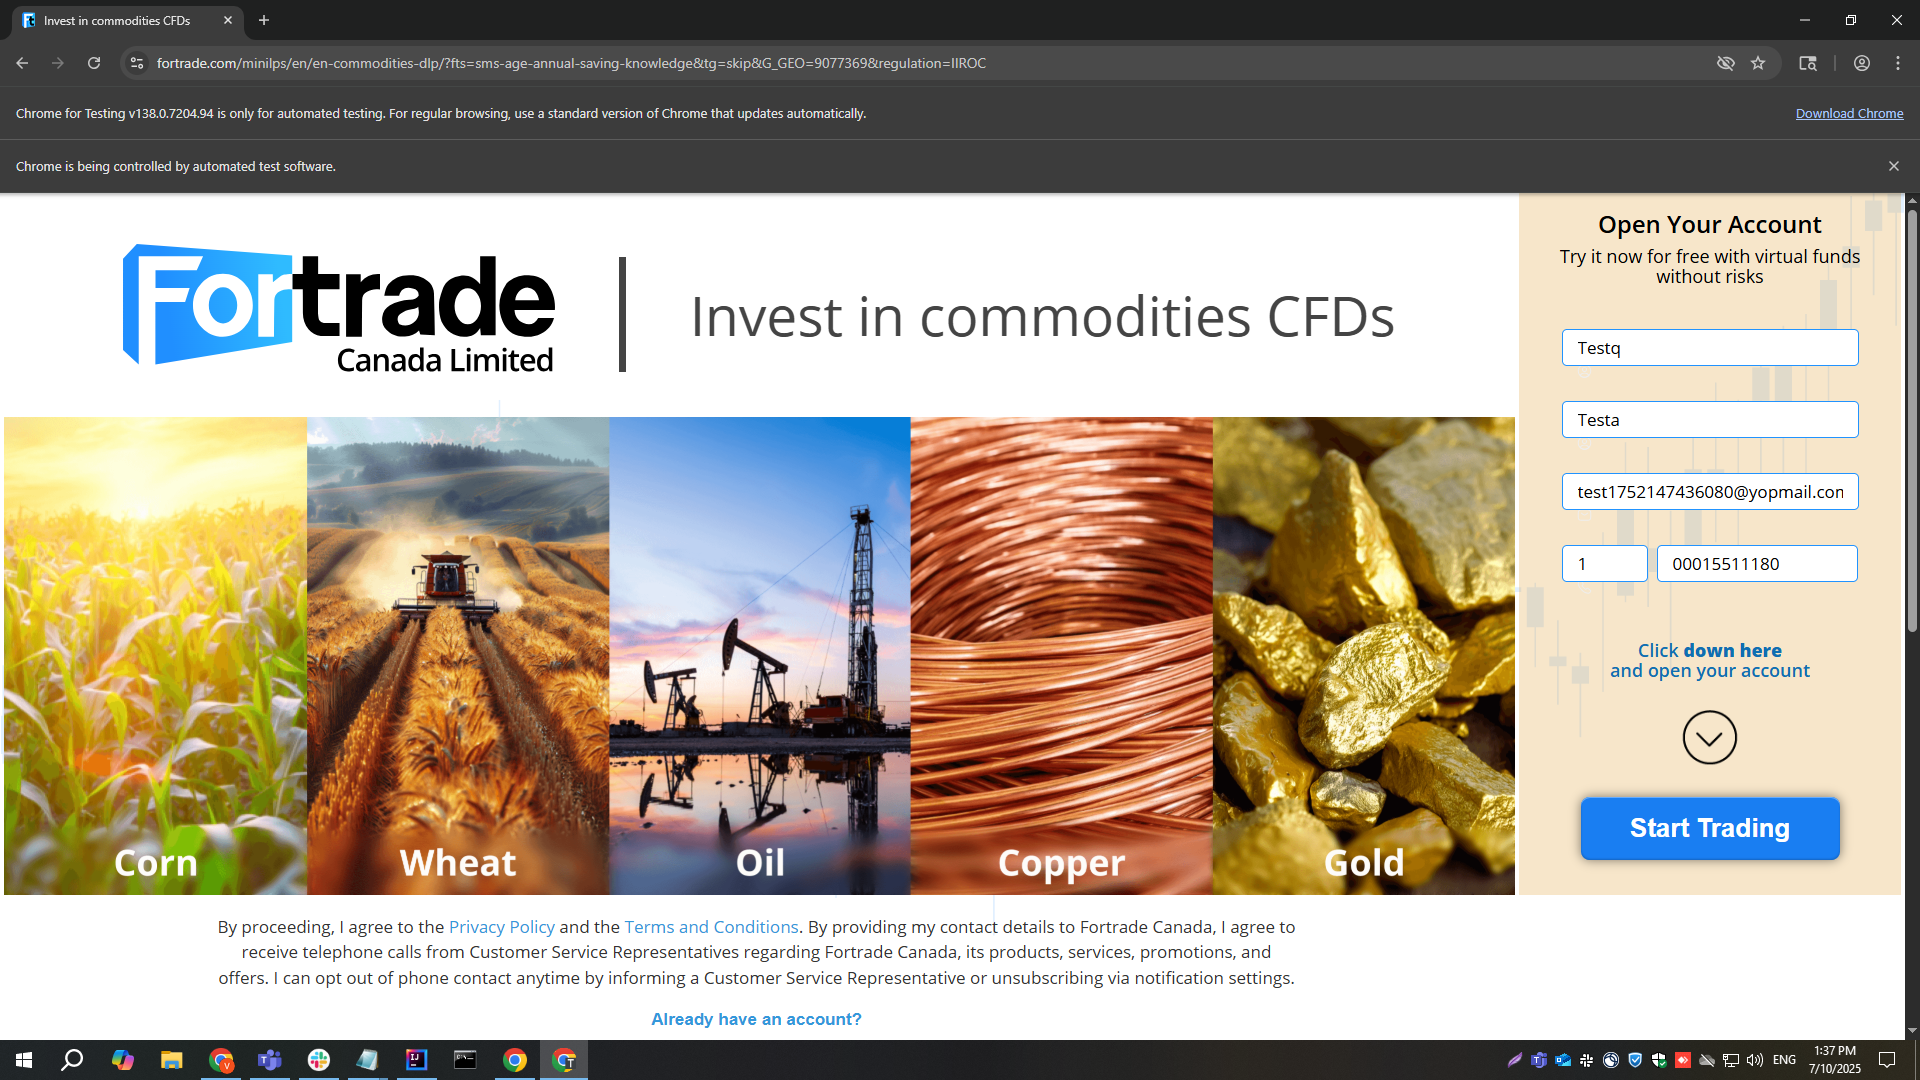 Invest in commodities CFDs
fortrade.com/minilps/en/en-commodities-dlp/?fts=sms-age-annual-saving-knowledge&tg=skip&G_GEO=9077369&regulation=IIROC
Chrome for Testing v138.0.7204.94 is only for automated testing. For regular browsing, use a standard version of Chrome that updates automatically.
Download Chrome
Chrome is being controlled by automated test software.
Fortrade
Canada Limited
Invest in commodities CFDs
Corn
Wheat
Oil
Copper
Gold
Open Your Account
Try it now for free with virtual funds
without risks
Testq
Testa
test1752147436080@yopmail.com
1
00015511180
Click down here
and open your account
Start Trading
By proceeding, I agree to the Privacy Policy and the Terms and Conditions. By providing my contact details to Fortrade Canada, I agree to
receive telephone calls from Customer Service Representatives regarding Fortrade Canada, its products, services, promotions, and
offers. I can opt out of phone contact anytime by informing a Customer Service Representative or unsubscribing via notification settings.
Already have an account?
ENG
1:37 PM
7/10/2025